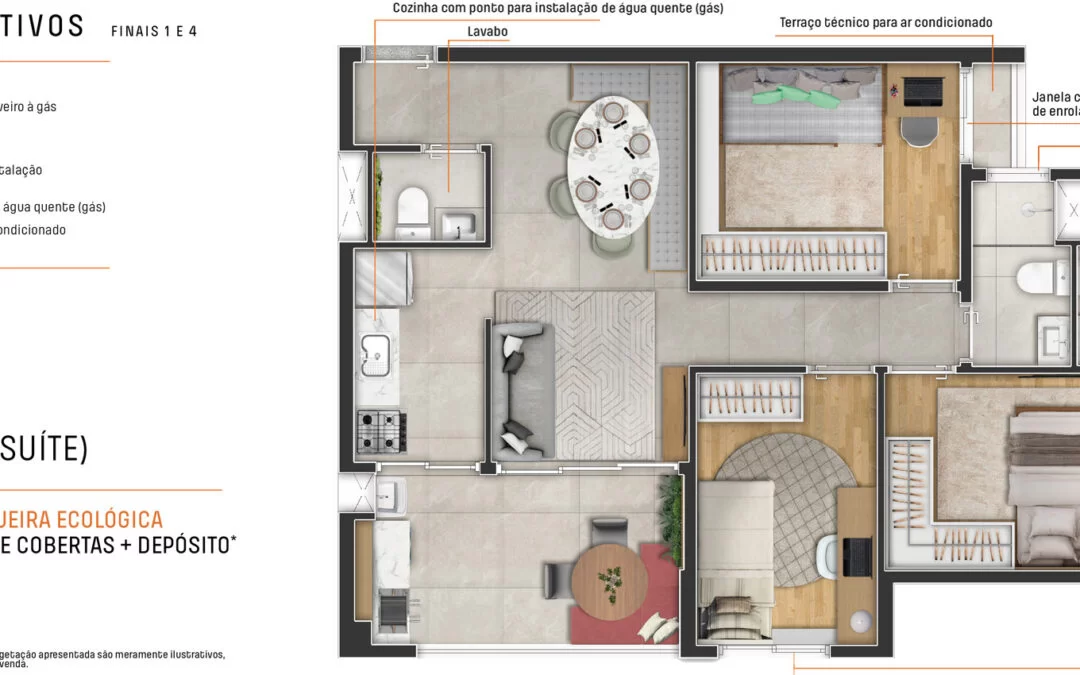 TIVOS FINAIS 1 E 4
veiro à gás
talação
água quente (gás)
ondicionado
SUÍTE)
UEIRA ECOLÓGICA
E COBERTAS + DEPÓSITO*
getação apresentada são meramente ilustrativos,
venda.
Cozinha com ponto para instalação de água quente (gás)
Lavabo
Terraço técnico para ar condicionado
Janela c
de enrola